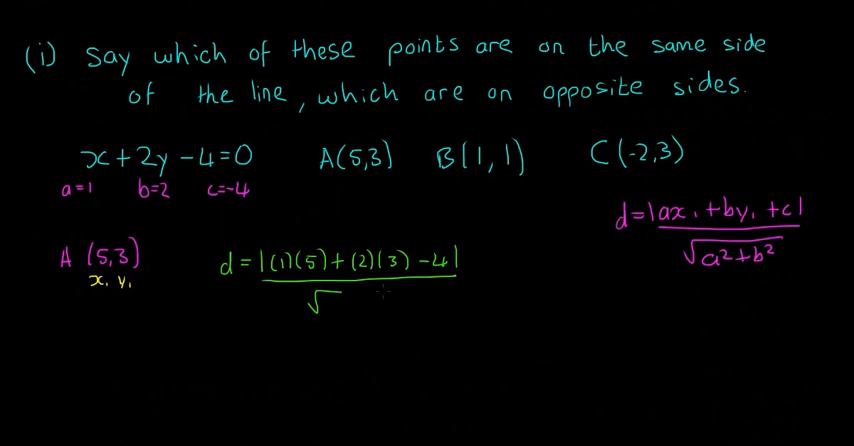 (i) Say which of these points are on the same side
of the line, which are on opposite sides.
x + 2y - 4 = 0 A(5,3) B(1,1) C(-2,3)
a=1 b=2 c=-4
d = |ax₁ + by₁ + c|
√a² + b²
A (5,3) d = |(1)(5) + (2)(3) - 4|
x₁ y₁ √